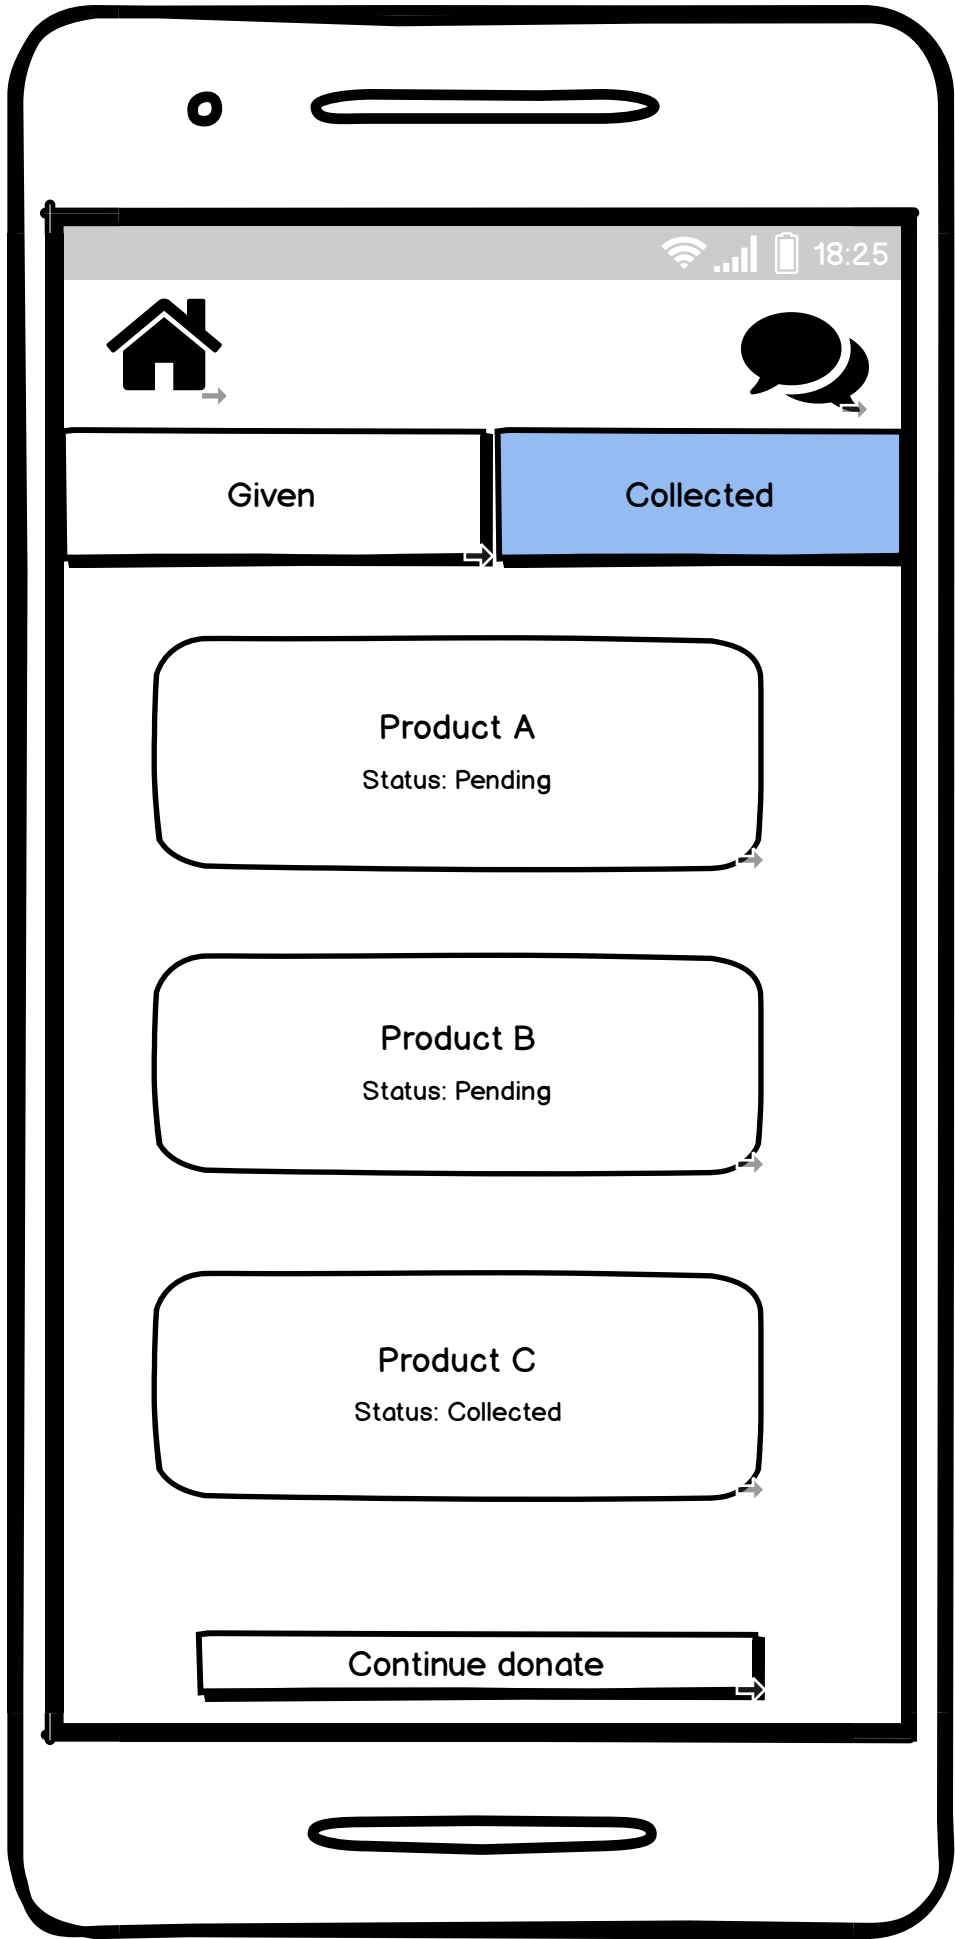 18:25
Given
Collected
Product A
Status: Pending
Product B
Status: Pending
Product C
Status: Collected
Continue donate